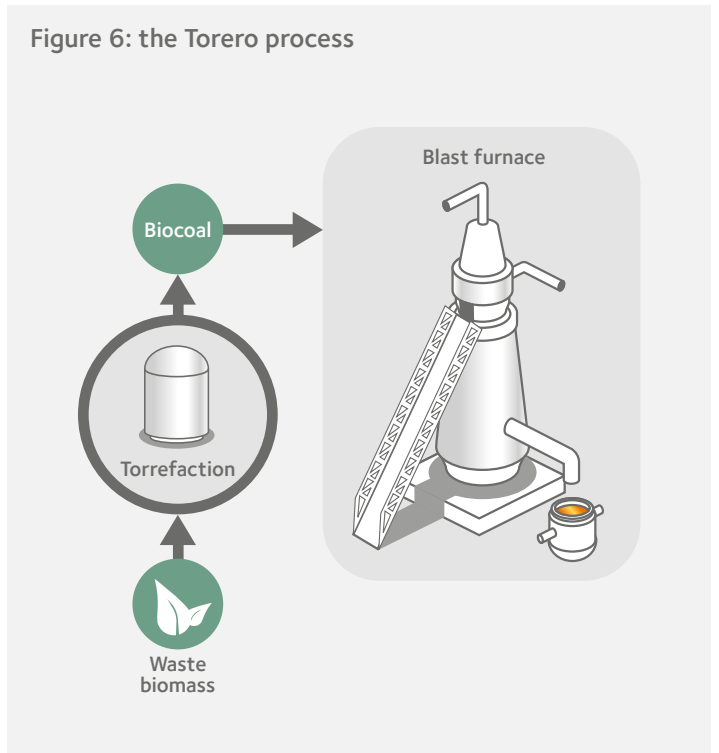 Figure 6: the Torero process
Blast furnace
Biocoal
Torrefaction
Waste
biomass